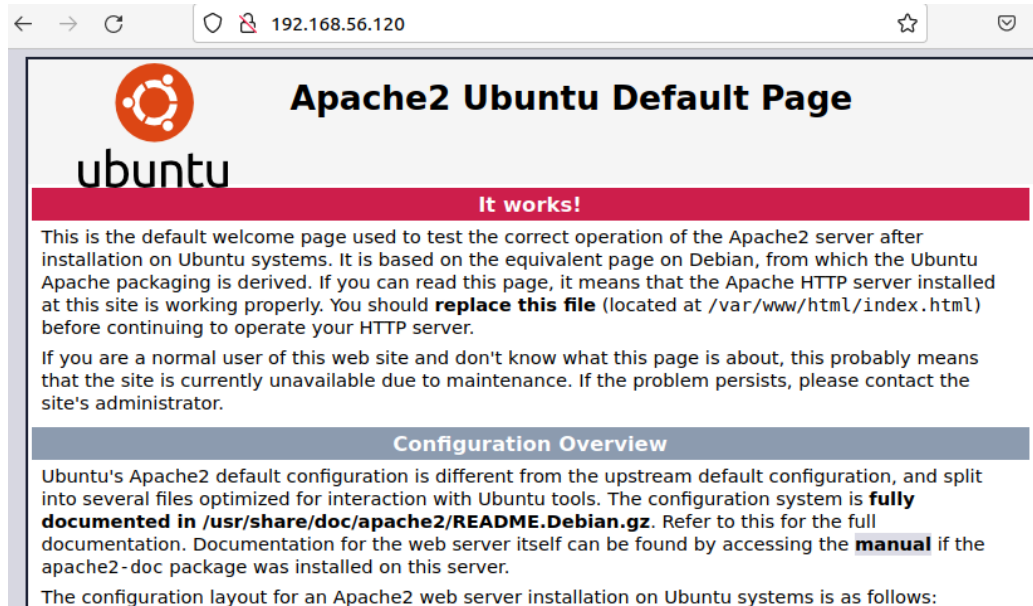 192.168.56.120
Apache2 Ubuntu Default Page
ubuntu
It works!
This is the default welcome page used to test the correct operation of the Apache2 server after
installation on Ubuntu systems. It is based on the equivalent page on Debian, from which the Ubuntu
Apache packaging is derived. If you can read this page, it means that the Apache HTTP server installed
at this site is working properly. You should replace this file (located at /var/www/html/index.html)
before continuing to operate your HTTP server.
If you are a normal user of this web site and don't know what this page is about, this probably means
that the site is currently unavailable due to maintenance. If the problem persists, please contact the
site's administrator.
Configuration Overview
Ubuntu's Apache2 default configuration is different from the upstream default configuration, and split
into several files optimized for interaction with Ubuntu tools. The configuration system is fully
documented in /usr/share/doc/apache2/README.Debian.gz. Refer to this for the full
documentation. Documentation for the web server itself can be found by accessing the manual if the
apache2-doc package was installed on this server.
The configuration layout for an Apache2 web server installation on Ubuntu systems is as follows: